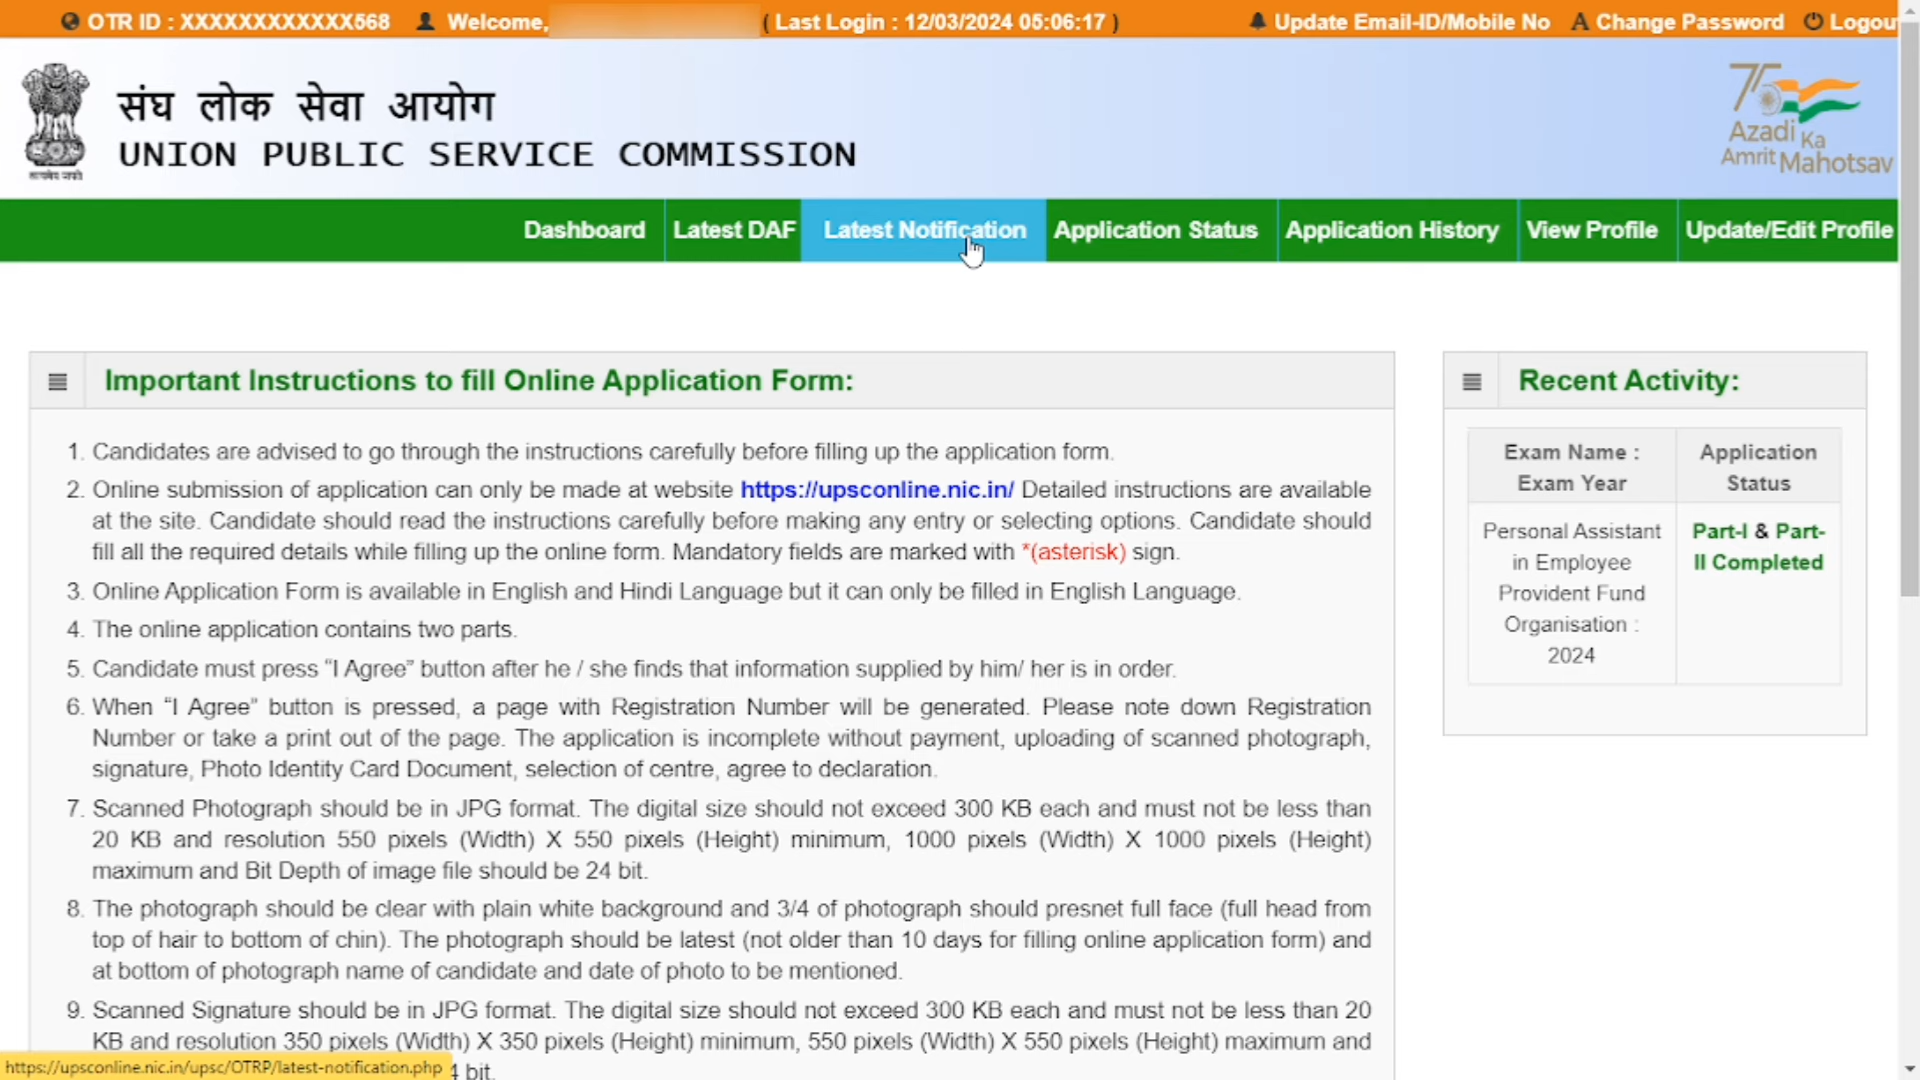 OTR ID : XXXXXXXXXXXX568 Welcome, ( Last Login : 12/03/2024 05:06:17 ) Update Email-ID/Mobile No A Change Password Logou
संघ लोक सेवा आयोग
UNION PUBLIC SERVICE COMMISSION
75
Azadi Ka
Amrit Mahotsav
Dashboard Latest DAF Latest Notification Application Status Application History View Profile Update/Edit Profile
Important Instructions to fill Online Application Form:
1. Candidates are advised to go through the instructions carefully before filling up the application form.
2. Online submission of application can only be made at website https://upsconline.nic.in/ Detailed instructions are available
at the site. Candidate should read the instructions carefully before making any entry or selecting options. Candidate should
fill all the required details while filling up the online form. Mandatory fields are marked with *(asterisk) sign.
3. Online Application Form is available in English and Hindi Language but it can only be filled in English Language.
4. The online application contains two parts.
5. Candidate must press “I Agree” button after he / she finds that information supplied by him/ her is in order.
6. When “I Agree” button is pressed, a page with Registration Number will be generated. Please note down Registration
Number or take a print out of the page. The application is incomplete without payment, uploading of scanned photograph,
signature, Photo Identity Card Document, selection of centre, agree to declaration.
7. Scanned Photograph should be in JPG format. The digital size should not exceed 300 KB each and must not be less than
20 KB and resolution 550 pixels (Width) X 550 pixels (Height) minimum, 1000 pixels (Width) X 1000 pixels (Height)
maximum and Bit Depth of image file should be 24 bit.
8. The photograph should be clear with plain white background and 3/4 of photograph should presnet full face (full head from
top of hair to bottom of chin). The photograph should be latest (not older than 10 days for filling online application form) and
at bottom of photograph name of candidate and date of photo to be mentioned.
9. Scanned Signature should be in JPG format. The digital size should not exceed 300 KB each and must not be less than 20
KB and resolution 350 pixels (Width) X 350 pixels (Height) minimum, 550 pixels (Width) X 550 pixels (Height) maximum and
4 bit.
Recent Activity:
Exam Name :
Exam Year
Application
Status
Personal Assistant
in Employee
Provident Fund
Organisation :
2024
Part-I & Part-
II Completed
https://upsconline.nic.in/upsc/OTRP/latest-notification.php